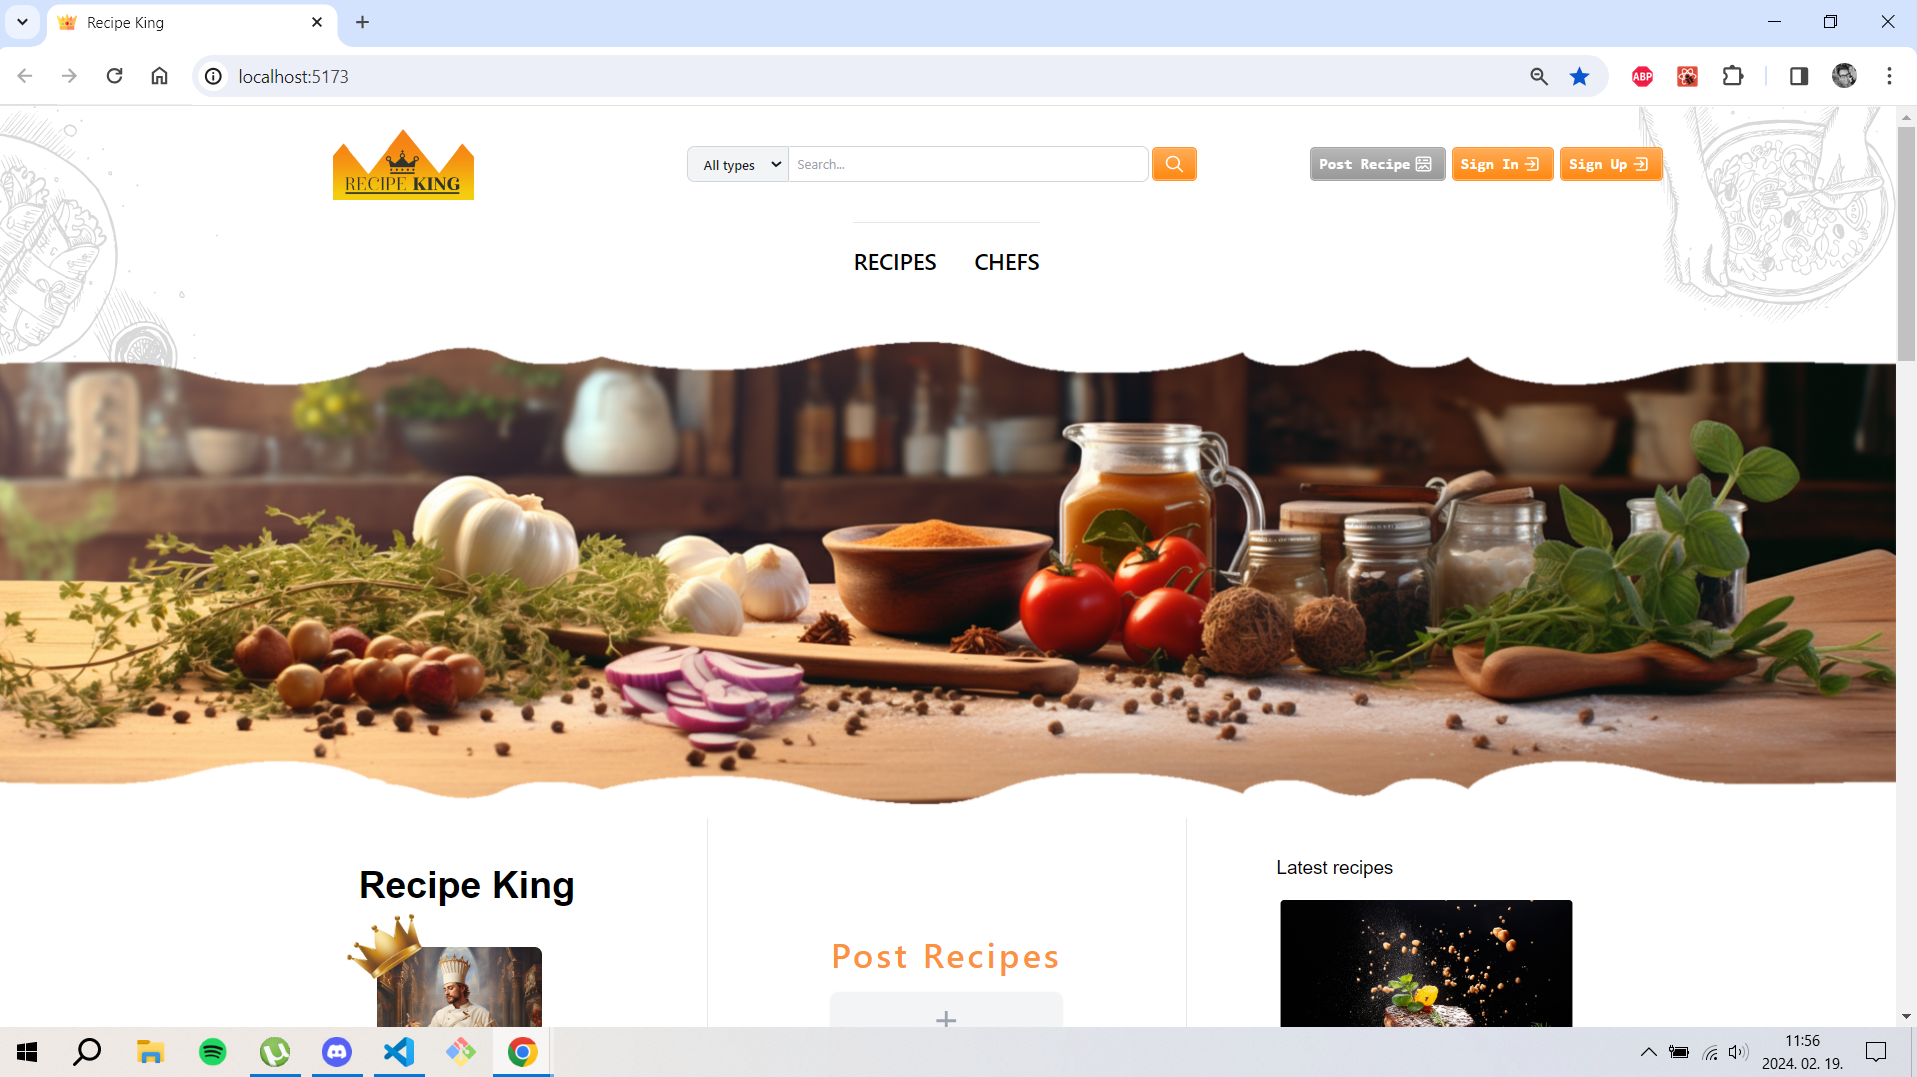 Recipe King
localhost:5173
ABP
RECIPE KING
All types
Search...
Post Recipe
Sign In
Sign Up
RECIPES
CHEFS
Recipe King
Post Recipes
+
Latest recipes
11:56
2024. 02. 19.